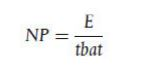 NP = E / tbat